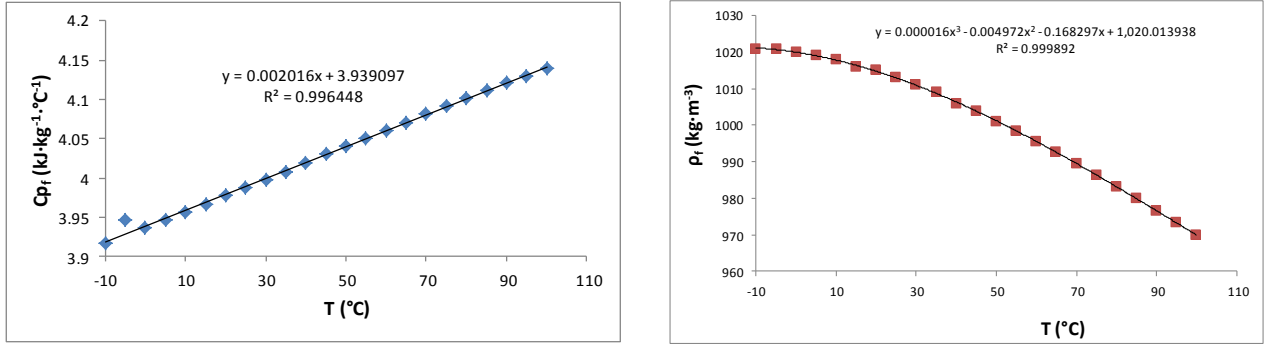 4.2
4.15
4.1
4.05
4
3.95
3.9
Cp_f (kJ·kg⁻¹·°C⁻¹)
y = 0.002016x + 3.939097
R² = 0.996448
-10 10 30 50 70 90 110
T (°C)
1030
1020
1010
1000
990
980
970
960
ρ_f (kg·m⁻³)
y = 0.000016x³ - 0.004972x² - 0.168297x + 1,020.013938
R² = 0.999892
-10 10 30 50 70 90 110
T (°C)